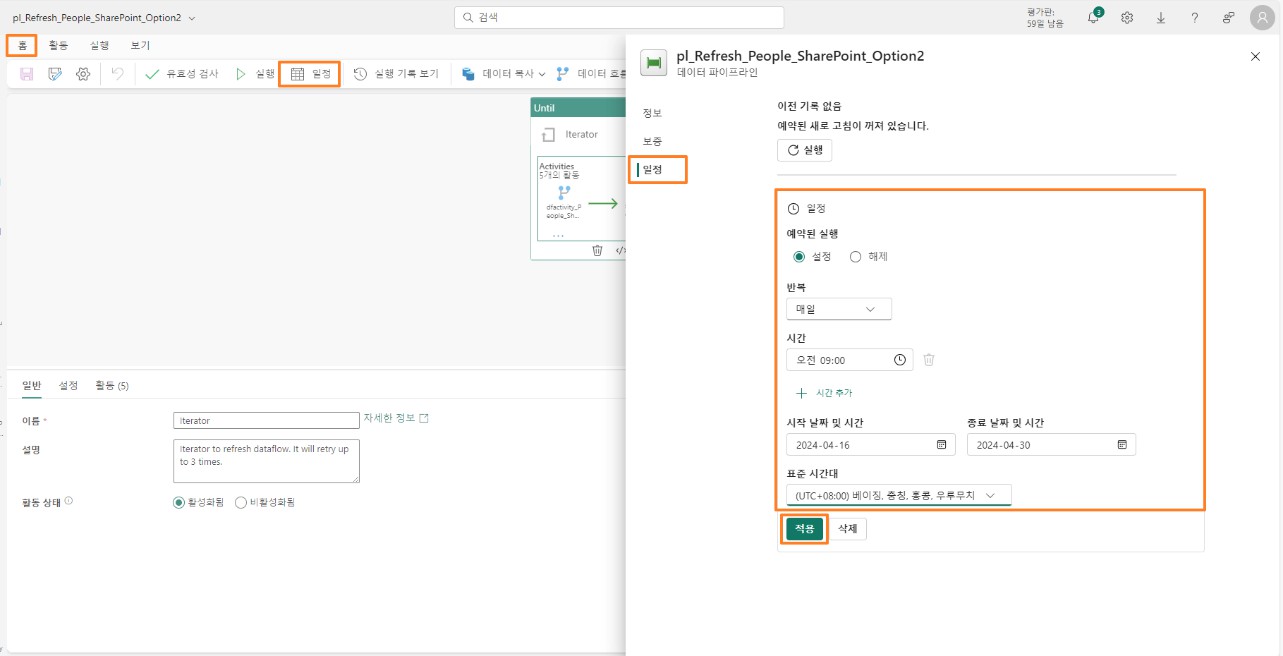 pl_Refresh_People_SharePoint_Option2
검색
평가판:
59일 남음
3
홈
활동
실행
보기
유효성 검사
실행
일정
실행 기록 보기
데이터 복사
데이터 흐름
Until
Iterator
Activities
5개의 활동
dfactivity_P
eople_Sh...
...
일반
설정
활동 (5)
이름 *
Iterator
자세한 정보
설명
Iterator to refresh dataflow. It will retry up
to 3 times.
활동 상태
활성화됨
비활성화됨
pl_Refresh_People_SharePoint_Option2
데이터 파이프라인
정보
보증
일정
이전 기록 없음
예약된 새로 고침이 꺼져 있습니다.
실행
일정
예약된 실행
설정
해제
반복
매일
시간
오전 09:00
시간 추가
시작 날짜 및 시간
종료 날짜 및 시간
2024-04-16
2024-04-30
표준 시간대
(UTC+08:00) 베이징, 충칭, 홍콩, 우루무치
적용
삭제